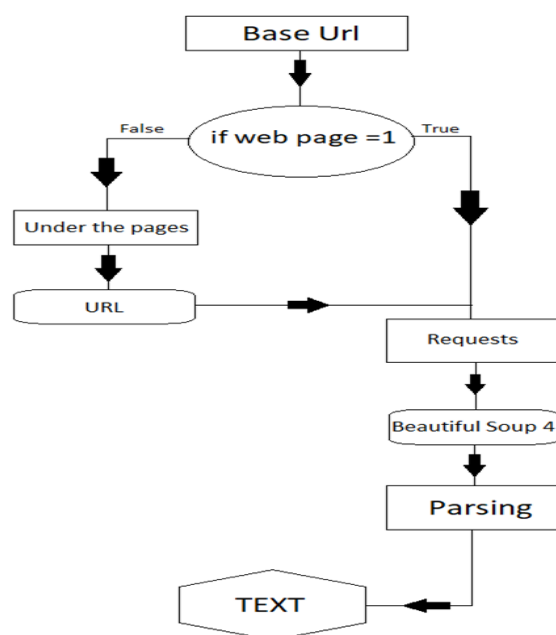 Base Url
if web page =1
False
True
Under the pages
URL
Requests
Beautiful Soup 4
Parsing
TEXT